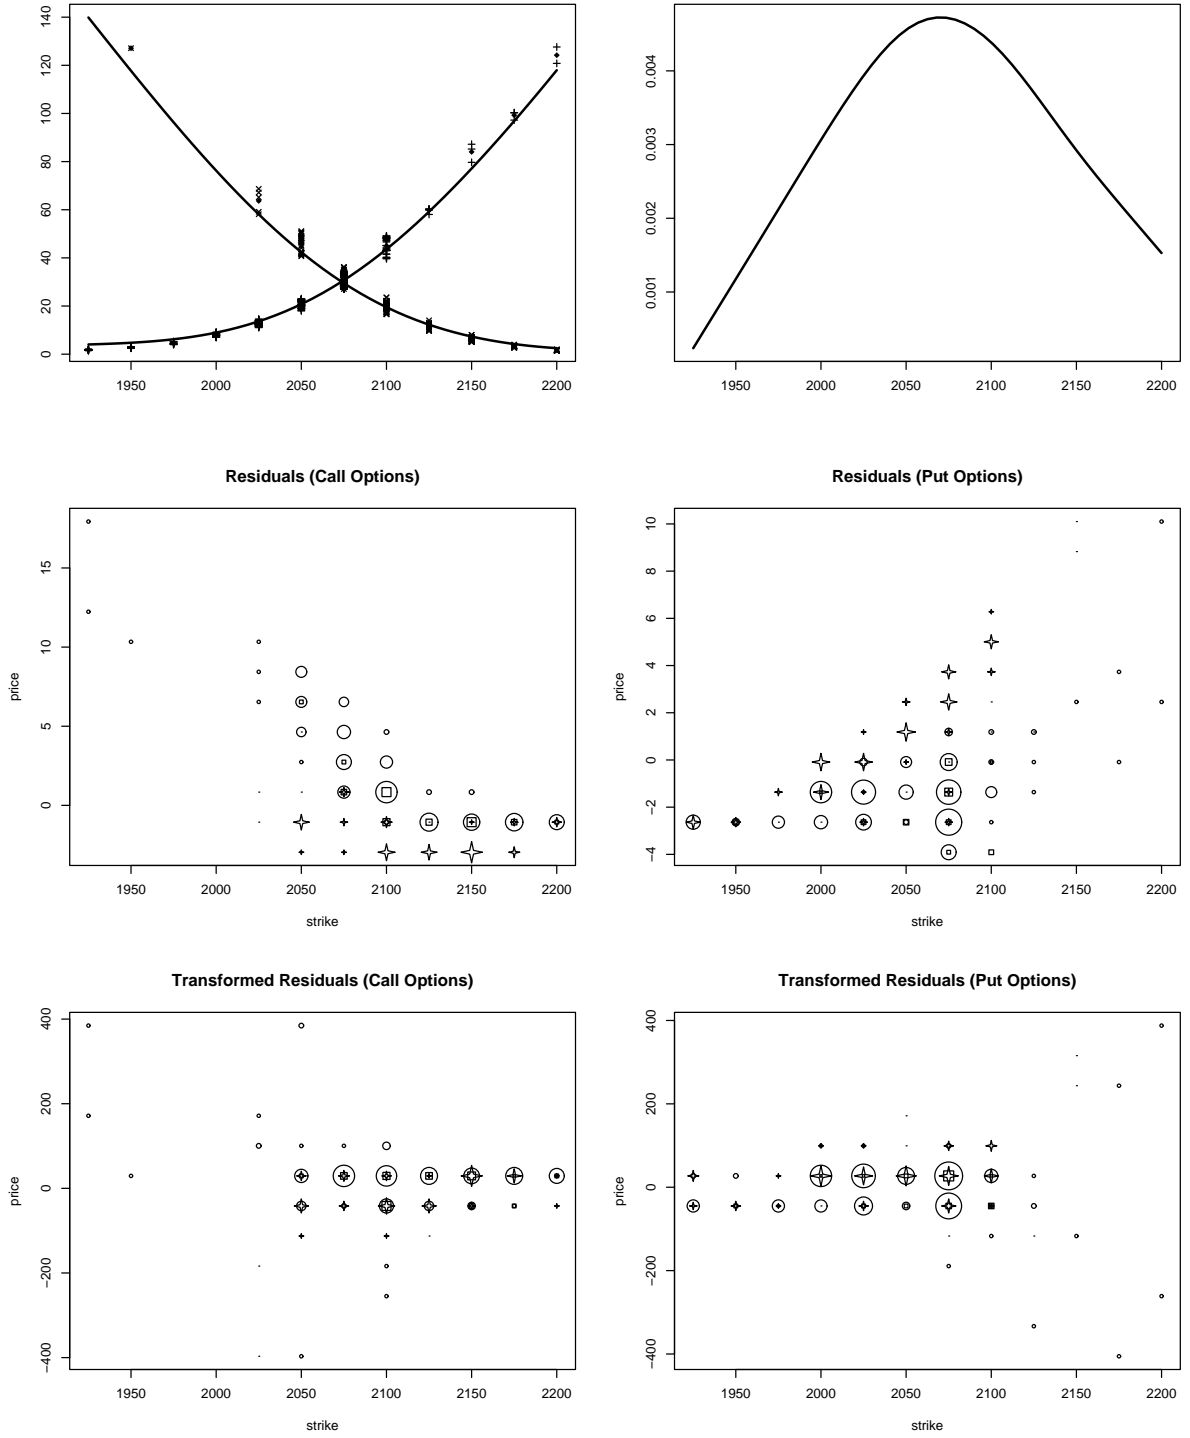 0 20 40 60 80 100 120 140
1950 2000 2050 2100 2150 2200
0.001 0.002 0.003 0.004
1950 2000 2050 2100 2150 2200
Residuals (Call Options)
price
0 5 10 15
1950 2000 2050 2100 2150 2200
strike
Residuals (Put Options)
price
−4 −2 0 2 4 6 8 10
1950 2000 2050 2100 2150 2200
strike
Transformed Residuals (Call Options)
price
−400 −200 0 200 400
1950 2000 2050 2100 2150 2200
strike
Transformed Residuals (Put Options)
price
−400 −200 0 200 400
1950 2000 2050 2100 2150 2200
strike